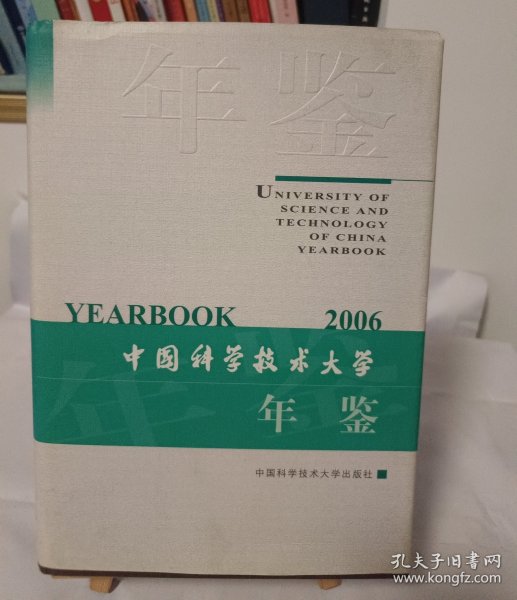 年鉴
UNIVERSITY OF
SCIENCE AND
TECHNOLOGY
OF CHINA
YEARBOOK
YEARBOOK 2006
中国科学技术大学
年鉴
年 鉴
中国科学技术大学出版社
孔夫子旧书网
www.kongfz.com